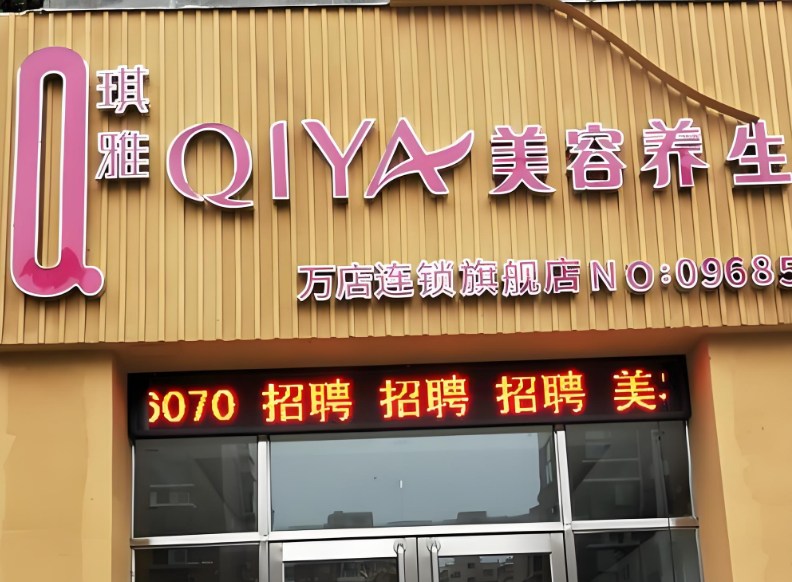 琪雅 QIYA 美容养生
万店连锁旗舰店NO:09685
6070 招聘 招聘 招聘 美